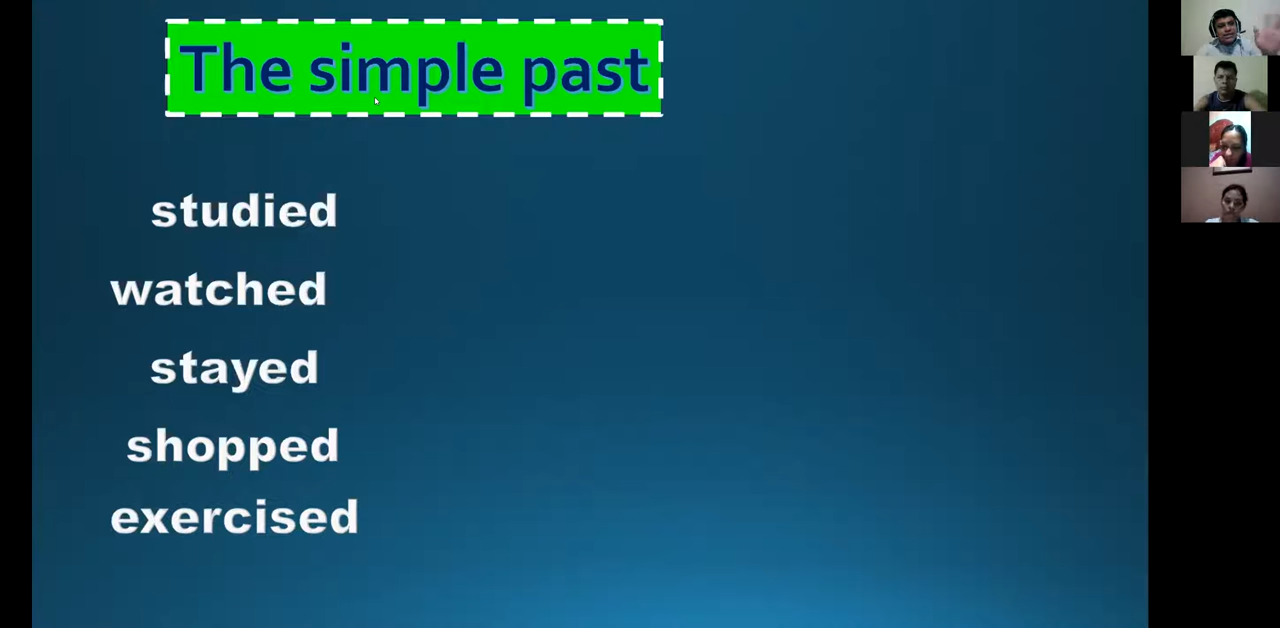 The simple past
studied
watched
stayed
shopped
exercised